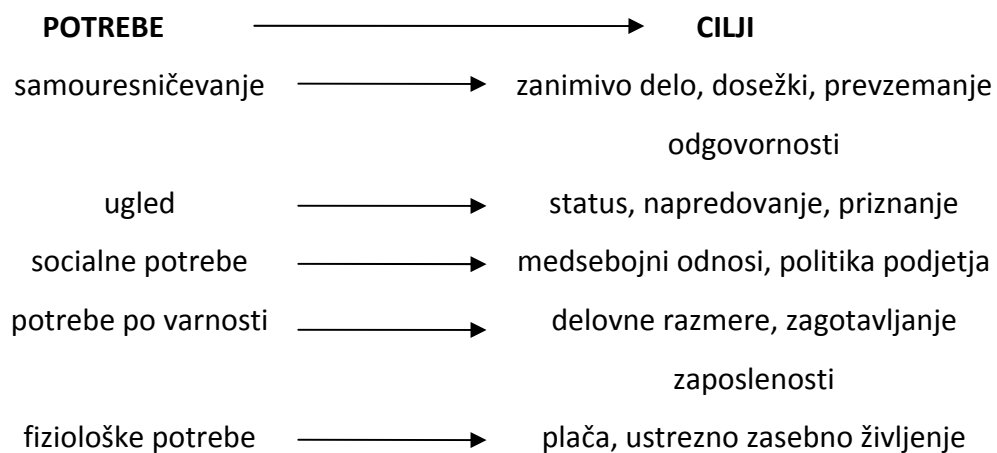 POTREBE CILJI
samouresničevanje zanimivo delo, dosežki, prevzemanje
odgovornosti
ugled status, napredovanje, priznanje
socialne potrebe medsebojni odnosi, politika podjetja
potrebe po varnosti delovne razmere, zagotavljanje
zaposlenosti
fiziološke potrebe plača, ustrezno zasebno življenje